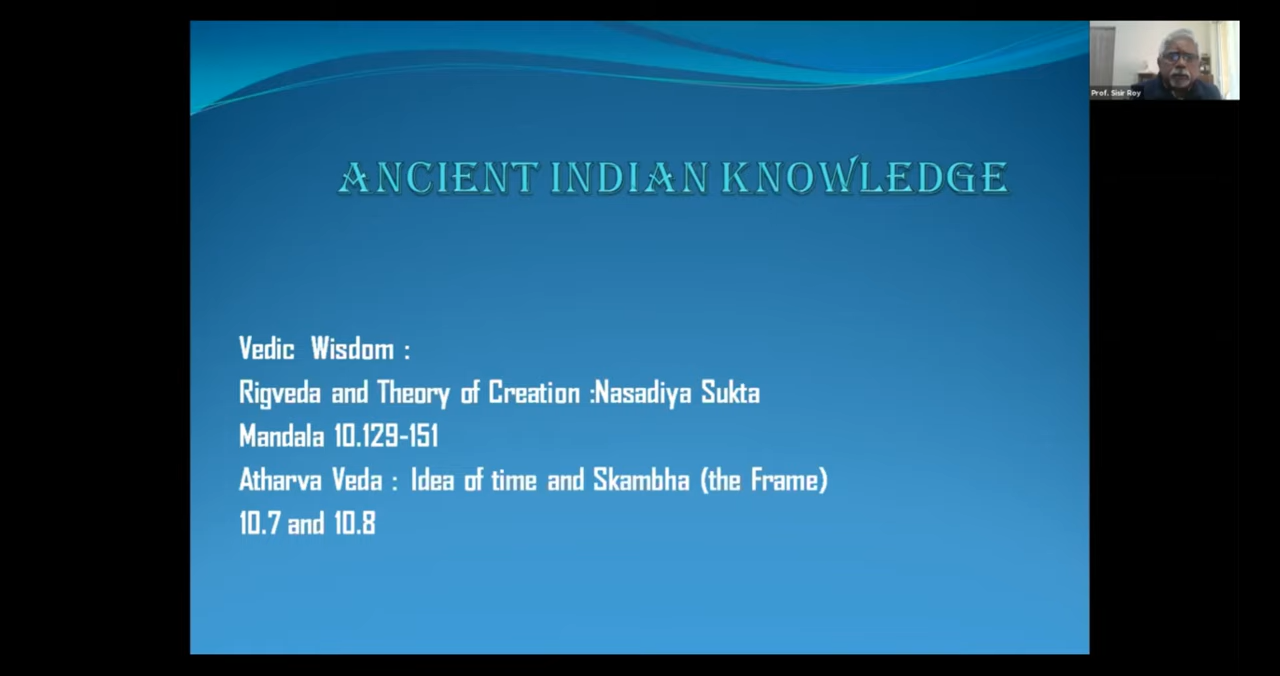 ANCIENT INDIAN KNOWLEDGE
Vedic Wisdom :
Rigveda and Theory of Creation :Nasadiya Sukta
Mandala 10.129-151
Atharva Veda : Idea of time and Skambha (the Frame)
10.7 and 10.8
Prof. Sisir Roy